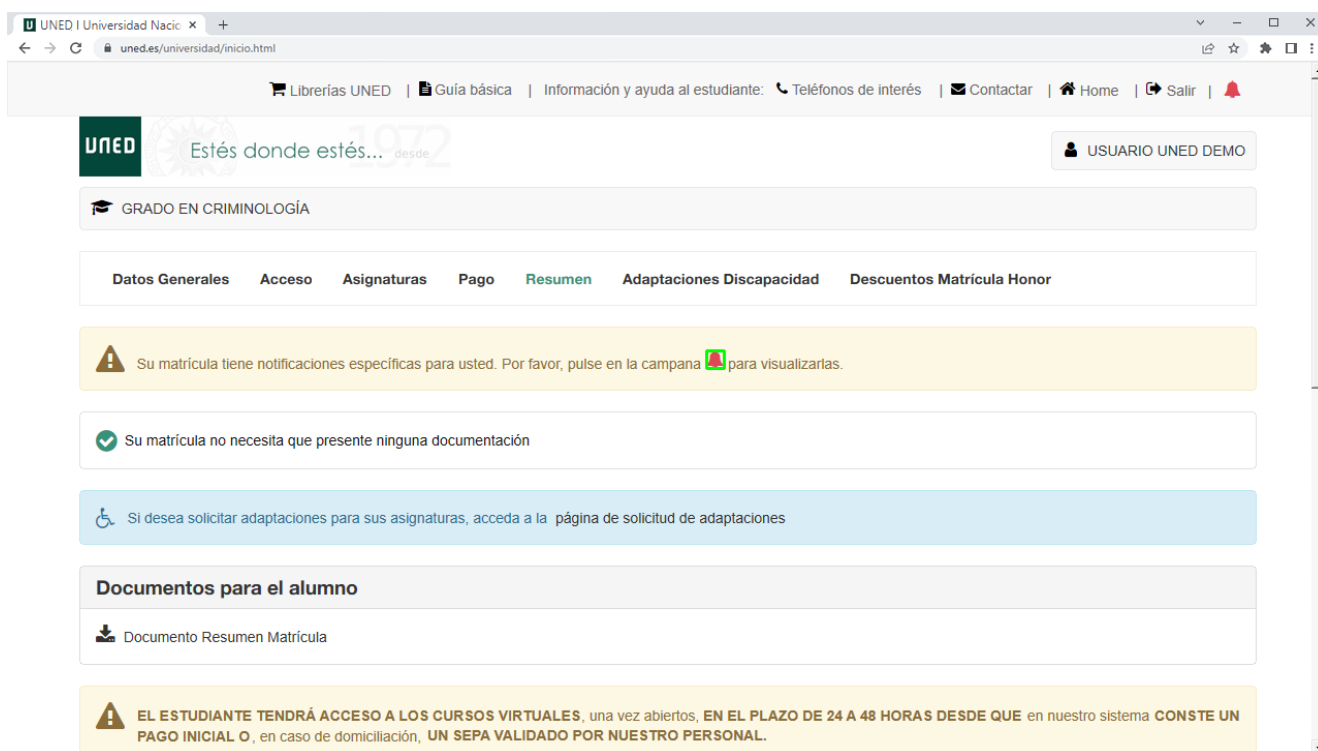 UNED I Universidad Nacio
uned.es/universidad/inicio.html
Librerías UNED | Guía básica | Información y ayuda al estudiante: Teléfonos de interés | Contactar | Home | Salir |
UNED
Estés donde estés... desde 1972
USUARIO UNED DEMO
GRADO EN CRIMINOLOGÍA
Datos Generales Acceso Asignaturas Pago Resumen Adaptaciones Discapacidad Descuentos Matrícula Honor
Su matrícula tiene notificaciones específicas para usted. Por favor, pulse en la campana para visualizarlas.
Su matrícula no necesita que presente ninguna documentación
Si desea solicitar adaptaciones para sus asignaturas, acceda a la página de solicitud de adaptaciones
Documentos para el alumno
Documento Resumen Matrícula
EL ESTUDIANTE TENDRÁ ACCESO A LOS CURSOS VIRTUALES, una vez abiertos, EN EL PLAZO DE 24 A 48 HORAS DESDE QUE en nuestro sistema CONSTE UN
PAGO INICIAL O, en caso de domiciliación, UN SEPA VALIDADO POR NUESTRO PERSONAL.